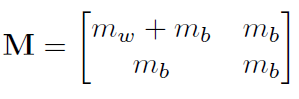 M = [ m_w + m_b  m_b
m_b  m_b ]